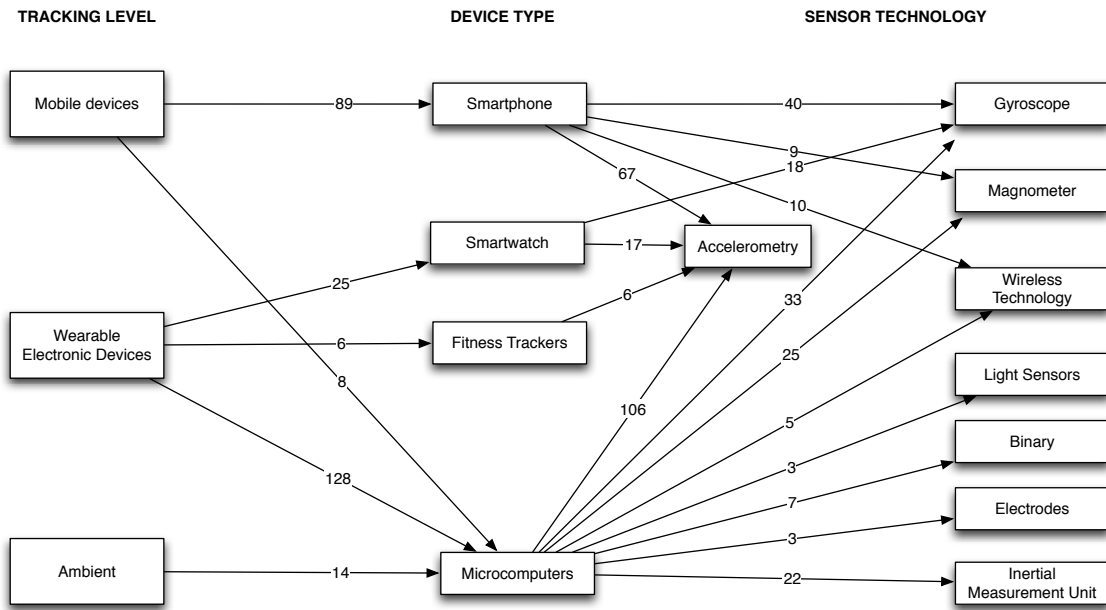 TRACKING LEVEL
DEVICE TYPE
SENSOR TECHNOLOGY
Mobile devices
89
Smartphone
40
Gyroscope
9
18
67
Magnometer
10
Smartwatch
17
Accelerometry
25
Wireless
Technology
6
33
Wearable
Electronic Devices
6
Fitness Trackers
25
8
Light Sensors
106
5
Binary
3
128
7
Electrodes
3
Ambient
14
Microcomputers
22
Inertial
Measurement Unit